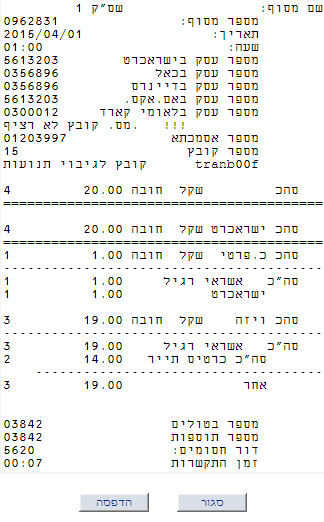 שם מסוף: שס"ק 1
מספר מסוף: 0962831
תאריך: 2015/04/01
שעה: 01:00
מספר עסק בישראכרט 5613203
מספר עסק בכאל 0356896
מספר עסק בדיינרס 0356896
מספר עסק באמ.אקס. 5613203
מספר עסק בלאומי קארד 0300012
!!! .מס. קובץ לא רציף
מספר אסמכתא 01203997
מספר קובץ 15
tranb00f קובץ לגיבוי תנועות
סהכ שקל חובה 20.00 4
סהכ ישראכרט שקל חובה 20.00 4
סהכ כ.פרטי שקל חובה 1.00 1
סה"כ אשראי רגיל 1.00 1
ישראכרט 1.00 1
סהכ ויזה שקל חובה 19.00 3
סה"כ אשראי רגיל 19.00 3
סה"כ כרטיס תייר 14.00 2
אחר 19.00 3
מספר בטולים 03842
מספר תוספות 03842
דור חסומים: 5620
זמן התקשרות 00:07
סגור הדפסה